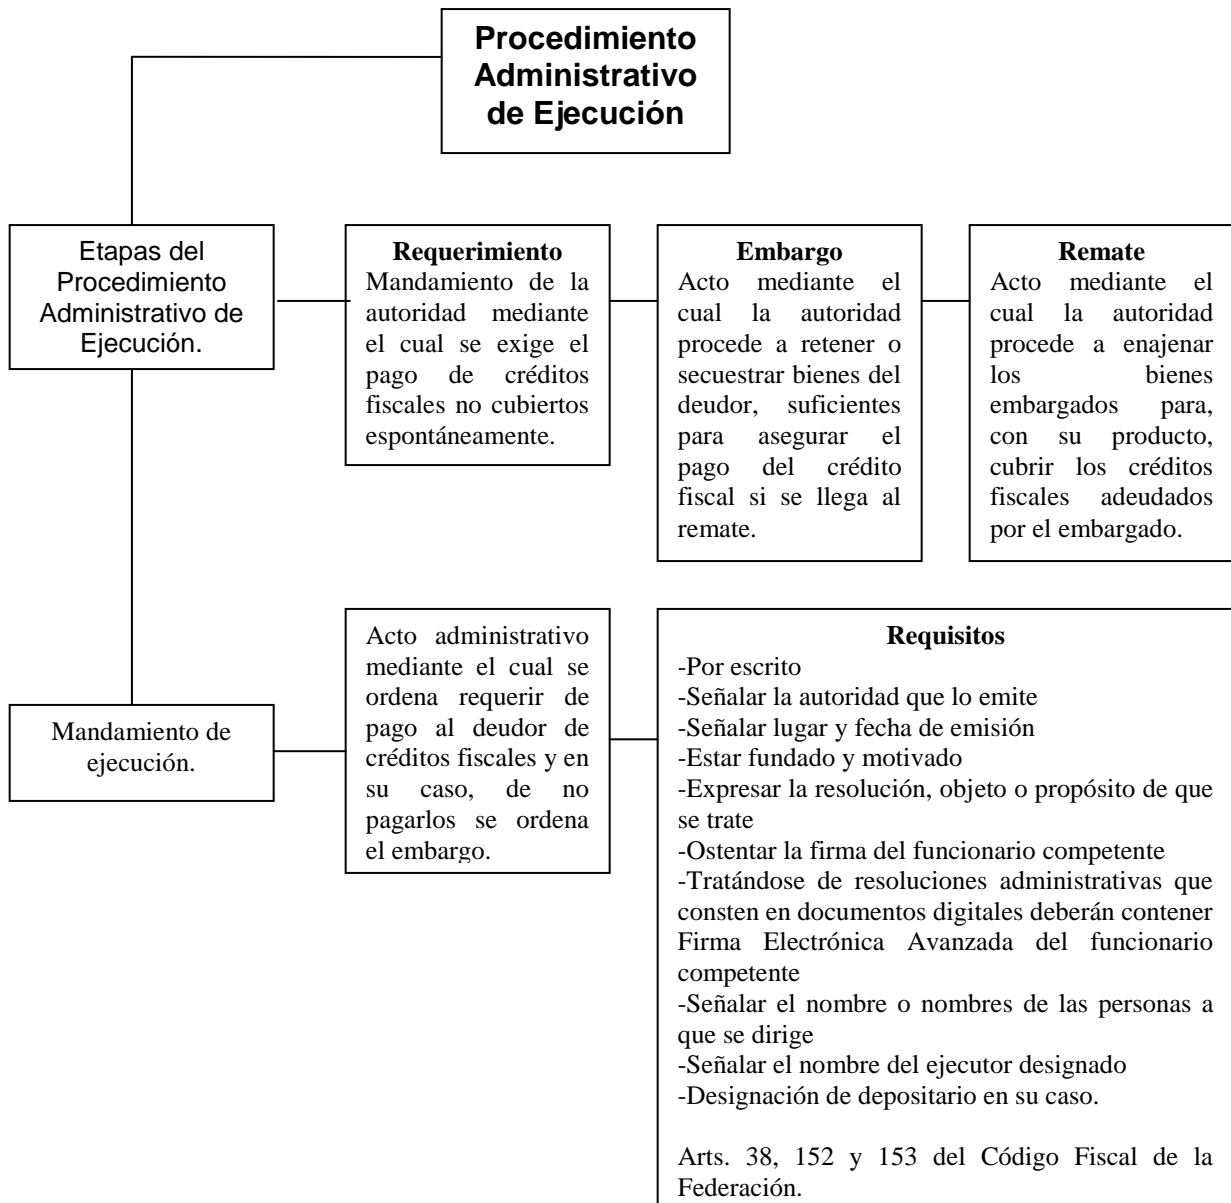 Procedimiento
Administrativo
de Ejecución
Etapas del
Procedimiento
Administrativo de
Ejecución.
Requerimiento
Mandamiento de la
autoridad mediante
el cual se exige el
pago de créditos
fiscales no cubiertos
espontáneamente.
Embargo
Acto mediante el
cual la autoridad
procede a retener o
secuestrar bienes del
deudor, suficientes
para asegurar el
pago del crédito
fiscal si se llega al
remate.
Remate
Acto mediante el
cual la autoridad
procede a enajenar
los bienes
embargados para,
con su producto,
cubrir los créditos
fiscales adeudados
por el embargado.
Mandamiento de
ejecución.
Acto administrativo
mediante el cual se
ordena requerir de
pago al deudor de
créditos fiscales y en
su caso, de no
pagarlos se ordena
el embargo.
Requisitos
-Por escrito
-Señalar la autoridad que lo emite
-Señalar lugar y fecha de emisión
-Estar fundado y motivado
-Expresar la resolución, objeto o propósito de que
se trate
-Ostentar la firma del funcionario competente
-Tratándose de resoluciones administrativas que
consten en documentos digitales deberán contener
Firma Electrónica Avanzada del funcionario
competente
-Señalar el nombre o nombres de las personas a
que se dirige
-Señalar el nombre del ejecutor designado
-Designación de depositario en su caso.
Arts. 38, 152 y 153 del Código Fiscal de la
Federación.